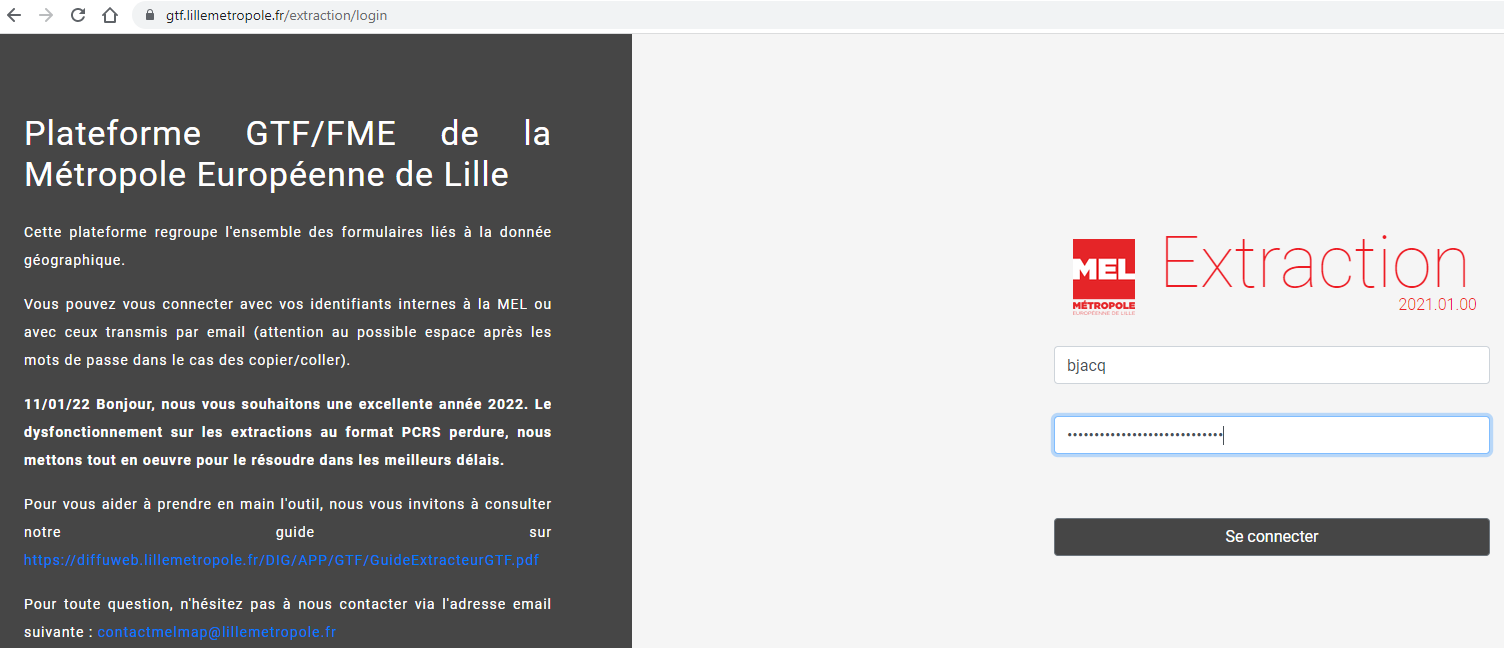 gtf.lillemetropole.fr/extraction/login
Plateforme GTF/FME de la
Métropole Européenne de Lille
Cette plateforme regroupe l'ensemble des formulaires liés à la donnée
géographique.
Vous pouvez vous connecter avec vos identifiants internes à la MEL ou
avec ceux transmis par email (attention au possible espace après les
mots de passe dans le cas des copier/coller).
11/01/22 Bonjour, nous vous souhaitons une excellente année 2022. Le
dysfonctionnement sur les extractions au format PCRS perdure, nous
mettons tout en oeuvre pour le résoudre dans les meilleurs délais.
Pour vous aider à prendre en main l'outil, nous vous invitons à consulter
notre guide sur
https://diffuweb.lillemetropole.fr/DIG/APP/GTF/GuideExtracteurGTF.pdf
Pour toute question, n'hésitez pas à nous contacter via l'adresse email
suivante : contactmelmap@lillemetropole.fr
MEL
MÉTROPOLE
EUROPÉENNE DE LILLE
Extraction
2021.01.00
bjacq
Se connecter